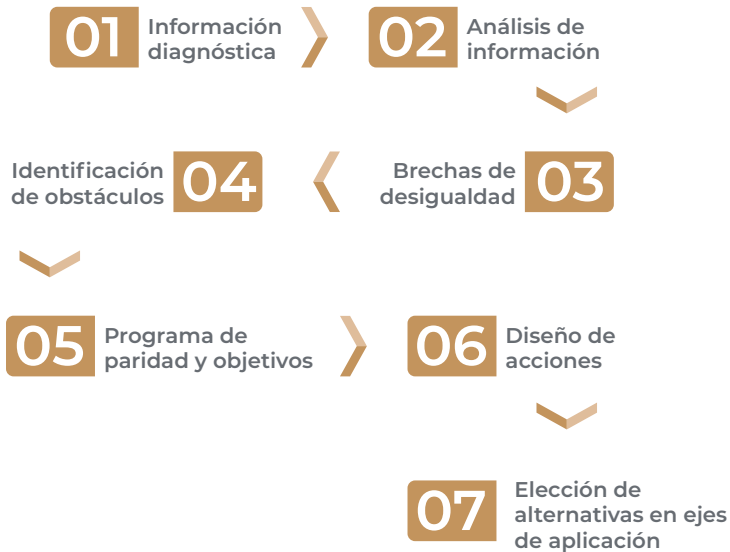 01
Información
diagnóstica
02
Análisis de
información
03
Brechas de
desigualdad
04
Identificación
de obstáculos
05
Programa de
paridad y objetivos
06
Diseño de
acciones
07
Elección de
alternativas en ejes
de aplicación